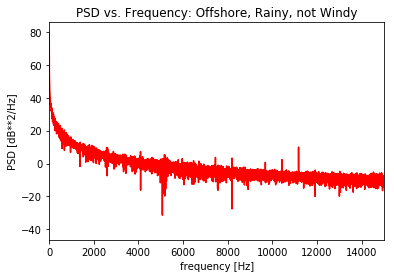 PSD vs. Frequency: Offshore, Rainy, not Windy
80
60
40
20
0
−20
−40
PSD [dB**2/Hz]
0 2000 4000 6000 8000 10000 12000 14000
frequency [Hz]